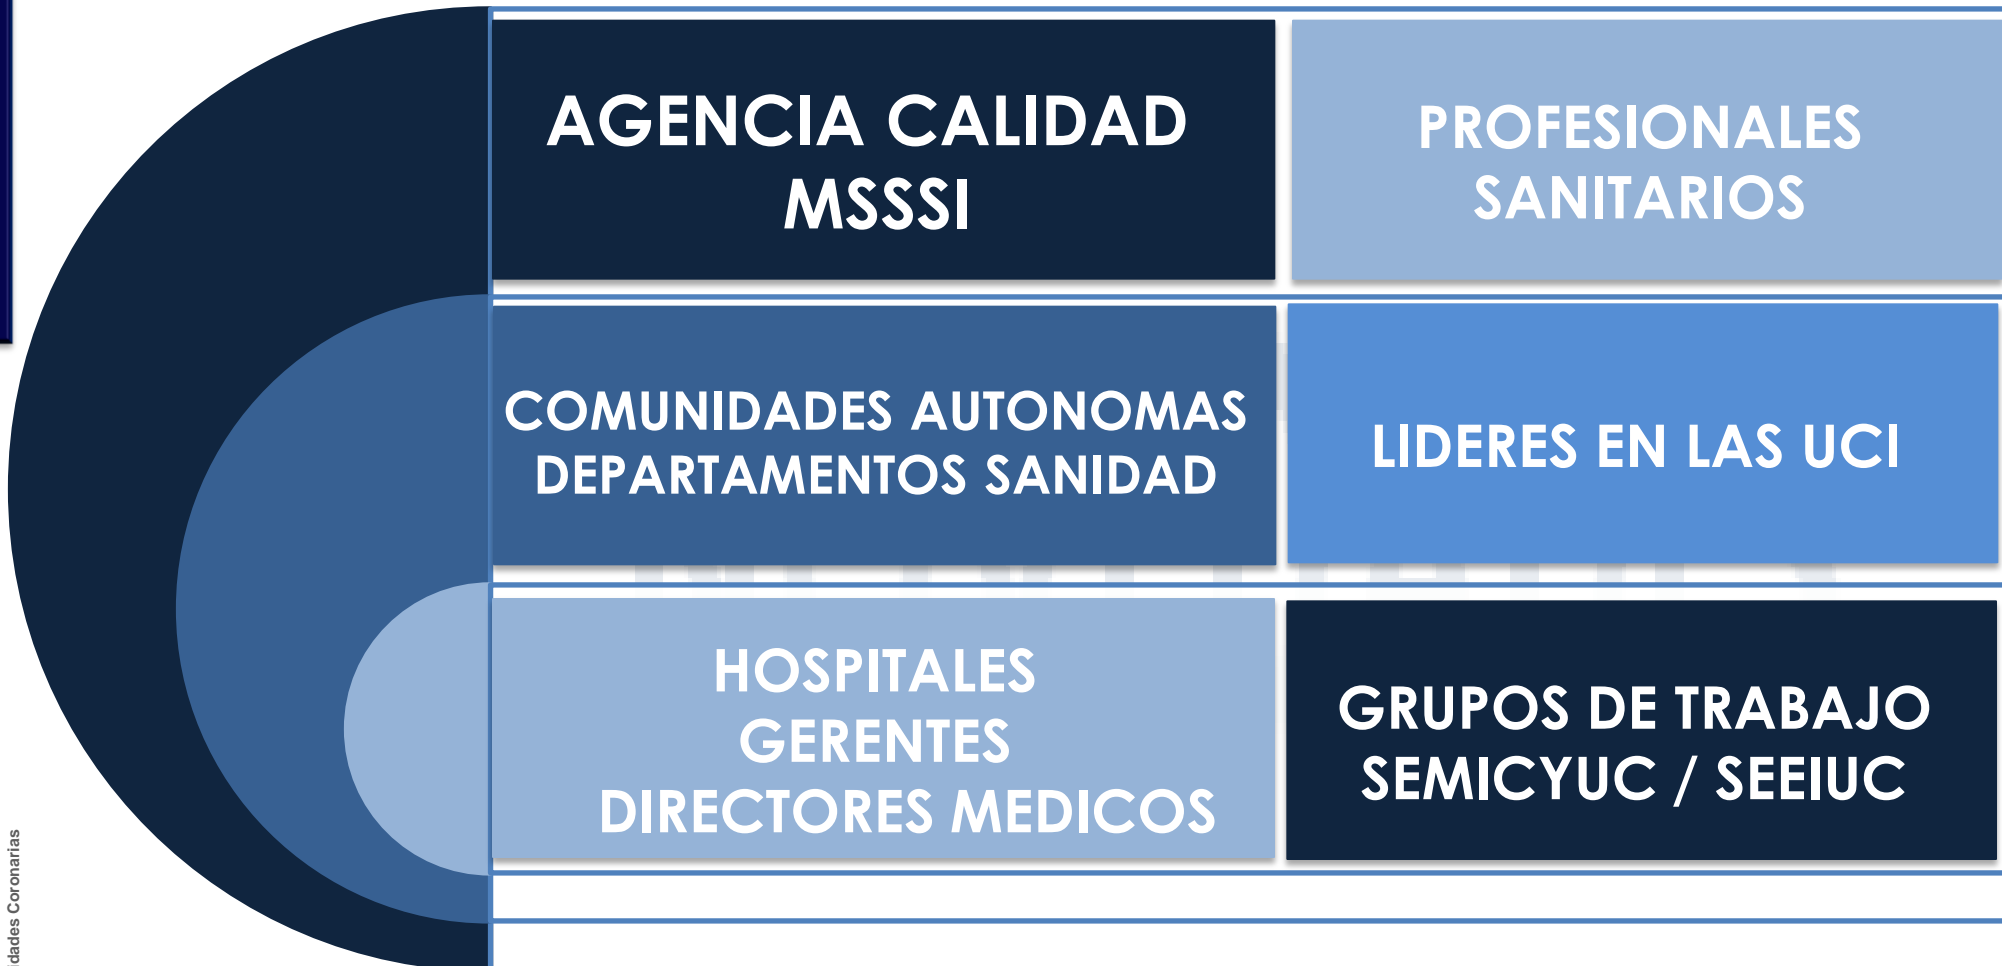 AGENCIA CALIDAD
MSSSI
PROFESIONALES
SANITARIOS
COMUNIDADES AUTONOMAS
DEPARTAMENTOS SANIDAD
LIDERES EN LAS UCI
HOSPITALES
GERENTES
DIRECTORES MEDICOS
GRUPOS DE TRABAJO
SEMICYUC / SEEIUC
Coronarias